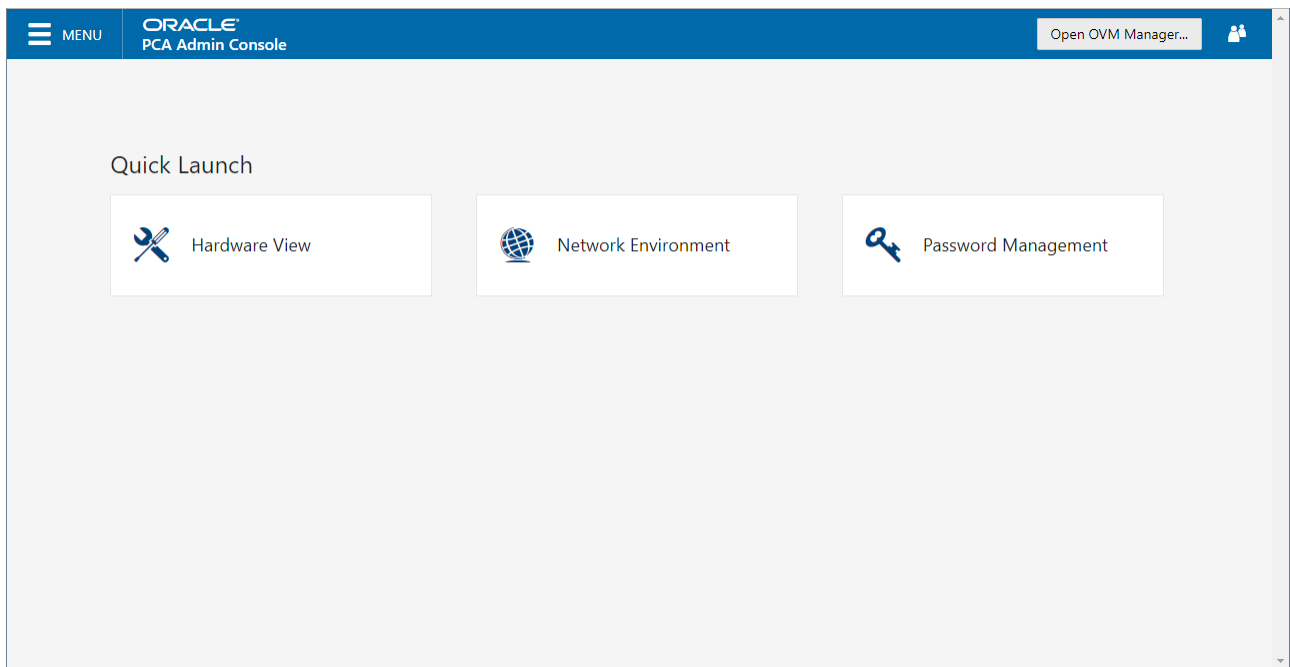 MENU
ORACLE®
PCA Admin Console
Open OVM Manager...
Quick Launch
Hardware View
Network Environment
Password Management